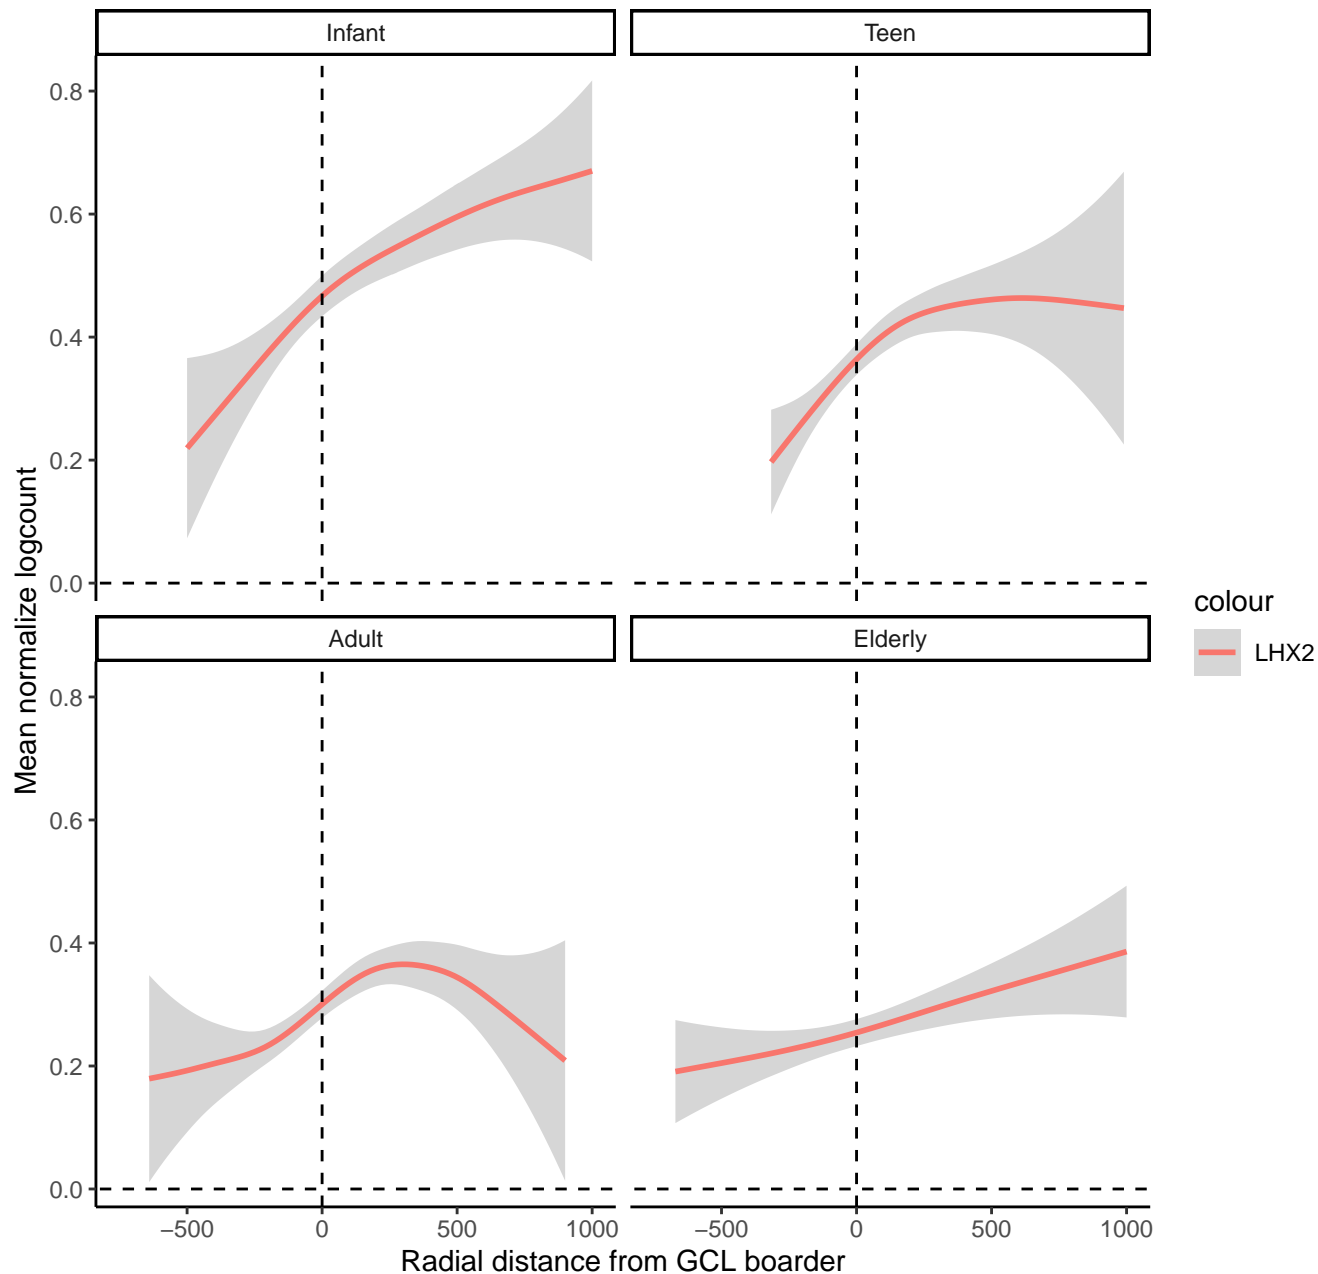 Infant
Teen
0.8
0.6
0.4
0.2
0.0
Adult
Elderly
0.8
0.6
0.4
0.2
0.0
−500 0 500 1000
−500 0 500 1000
Radial distance from GCL boarder
Mean normalize logcount
colour
LHX2